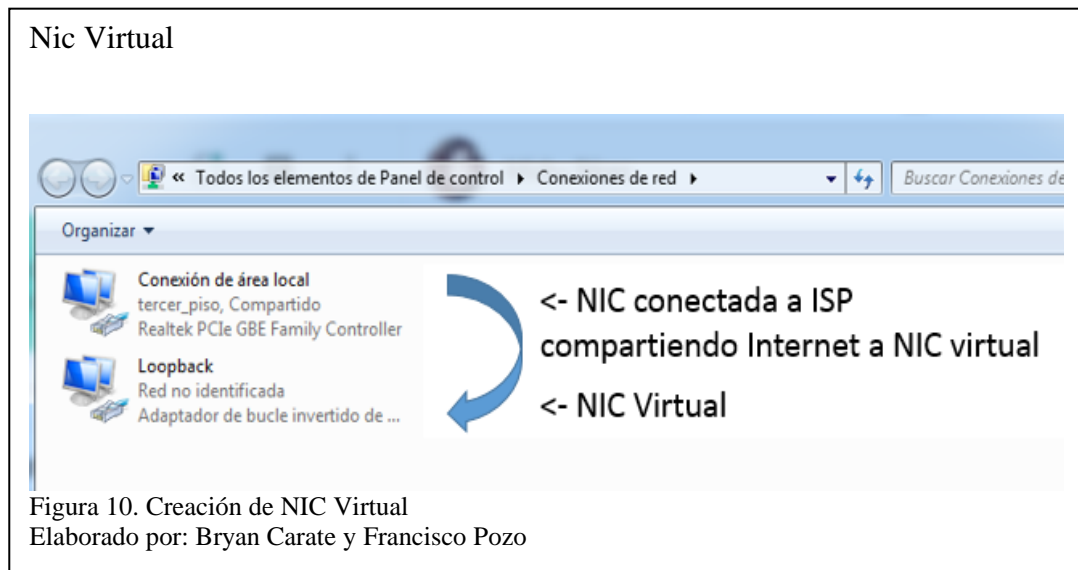 Nic Virtual
« Todos los elementos de Panel de control ▸ Conexiones de red ▸
Buscar Conexiones de
Organizar ▾
Conexión de área local
tercer_piso, Compartido
Realtek PCIe GBE Family Controller
<- NIC conectada a ISP
compartiendo Internet a NIC virtual
Loopback
Red no identificada
Adaptador de bucle invertido de ...
<- NIC Virtual
Figura 10. Creación de NIC Virtual
Elaborado por: Bryan Carate y Francisco Pozo